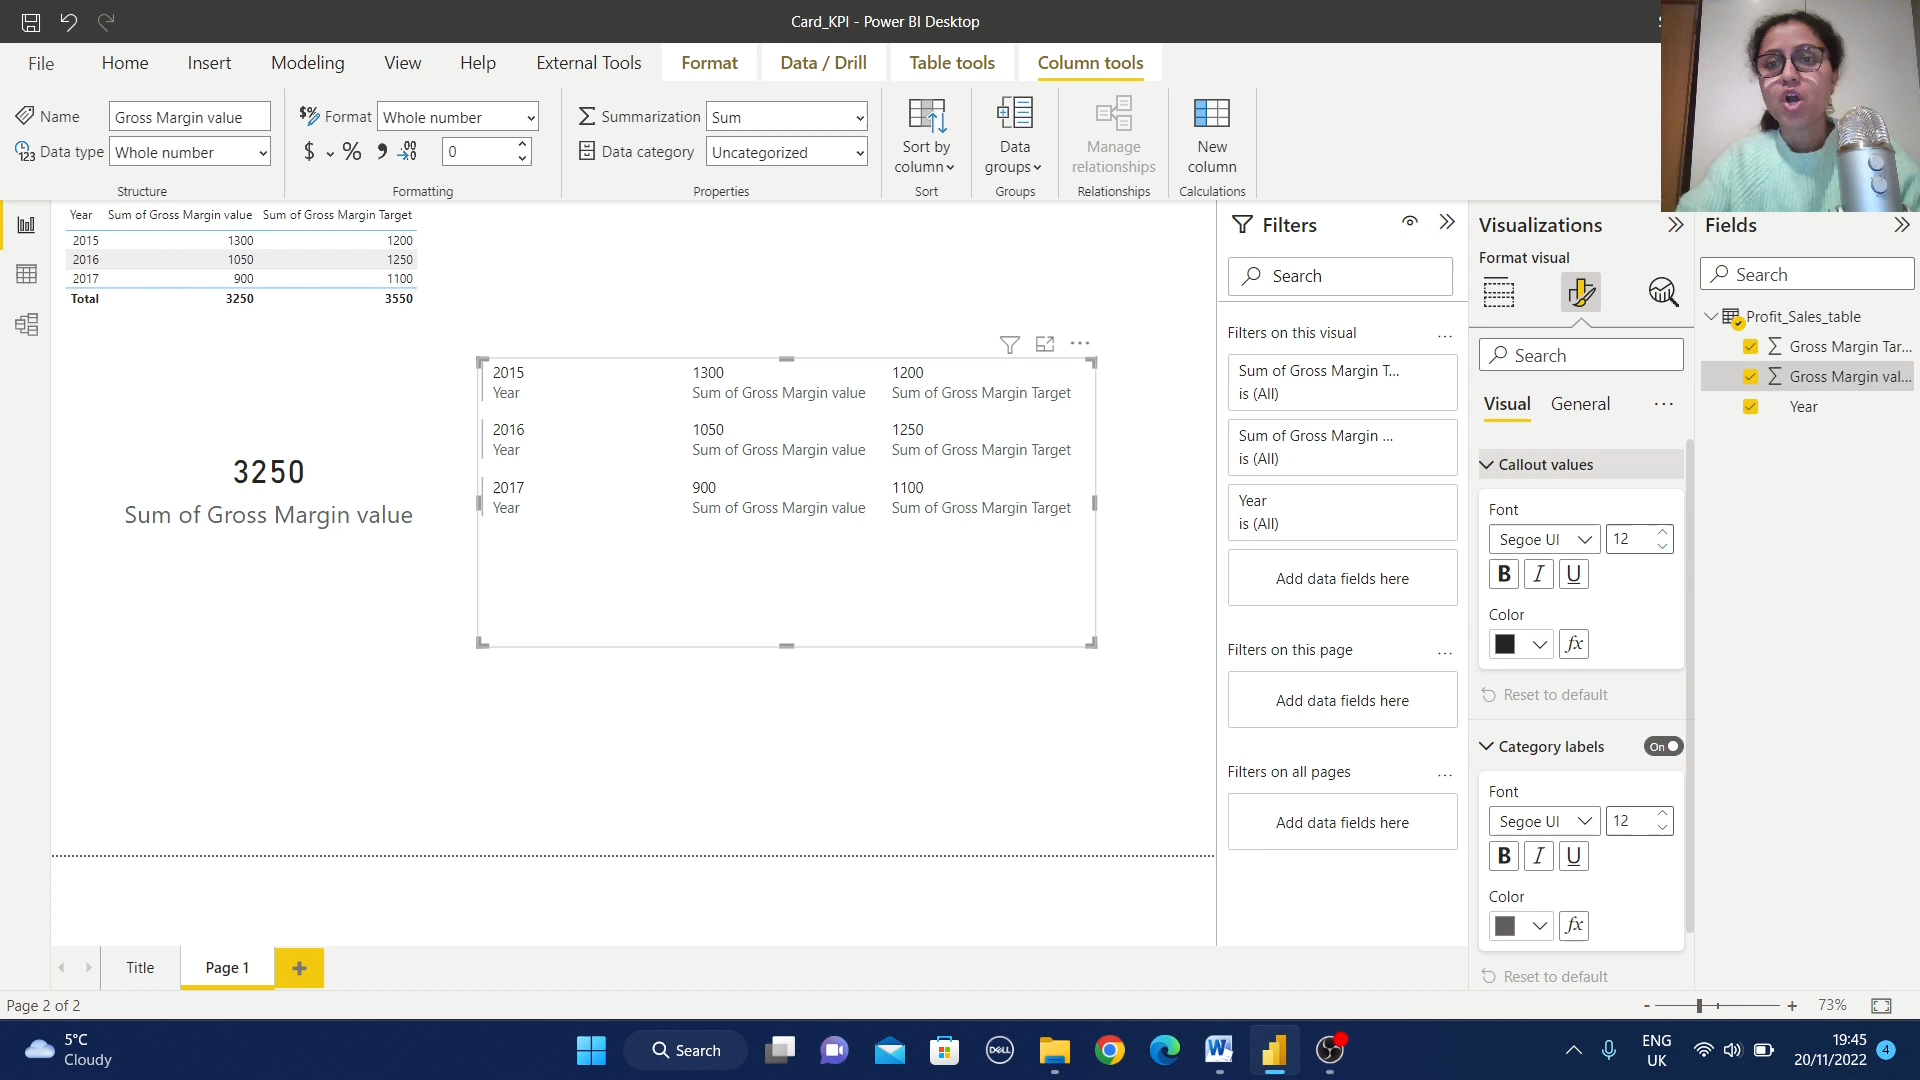 Card_KPI - Power BI Desktop
File Home Insert Modeling View Help External Tools Format Data / Drill Table tools Column tools
Name Gross Margin value
Data type Whole number
Structure
Format Whole number
$ % 0
Formatting
Summarization Sum
Data category Uncategorized
Properties
Sort by
column
Sort
Data
groups
Groups
Manage
relationships
Relationships
New
column
Calculations
Year Sum of Gross Margin value Sum of Gross Margin Target
2015 1300 1200
2016 1050 1250
2017 900 1100
Total 3250 3550
3250
Sum of Gross Margin value
2015 1300 1200
Year Sum of Gross Margin value Sum of Gross Margin Target
2016 1050 1250
Year Sum of Gross Margin value Sum of Gross Margin Target
2017 900 1100
Year Sum of Gross Margin value Sum of Gross Margin Target
Filters
Search
Filters on this visual ...
Sum of Gross Margin T...
is (All)
Sum of Gross Margin ...
is (All)
Year
is (All)
Add data fields here
Filters on this page ...
Add data fields here
Filters on all pages ...
Add data fields here
Visualizations
Format visual
Search
Visual General ...
Callout values
Font
Segoe UI 12
B I U
Color
fx
Reset to default
Category labels On
Font
Segoe UI 12
B I U
Color
fx
Reset to default
Fields
Search
Profit_Sales_table
Gross Margin Tar...
Gross Margin val...
Year
Title Page 1 +
Page 2 of 2
- + 73%
5°C
Cloudy
Search
DELL
ENG
UK
19:45
20/11/2022
4